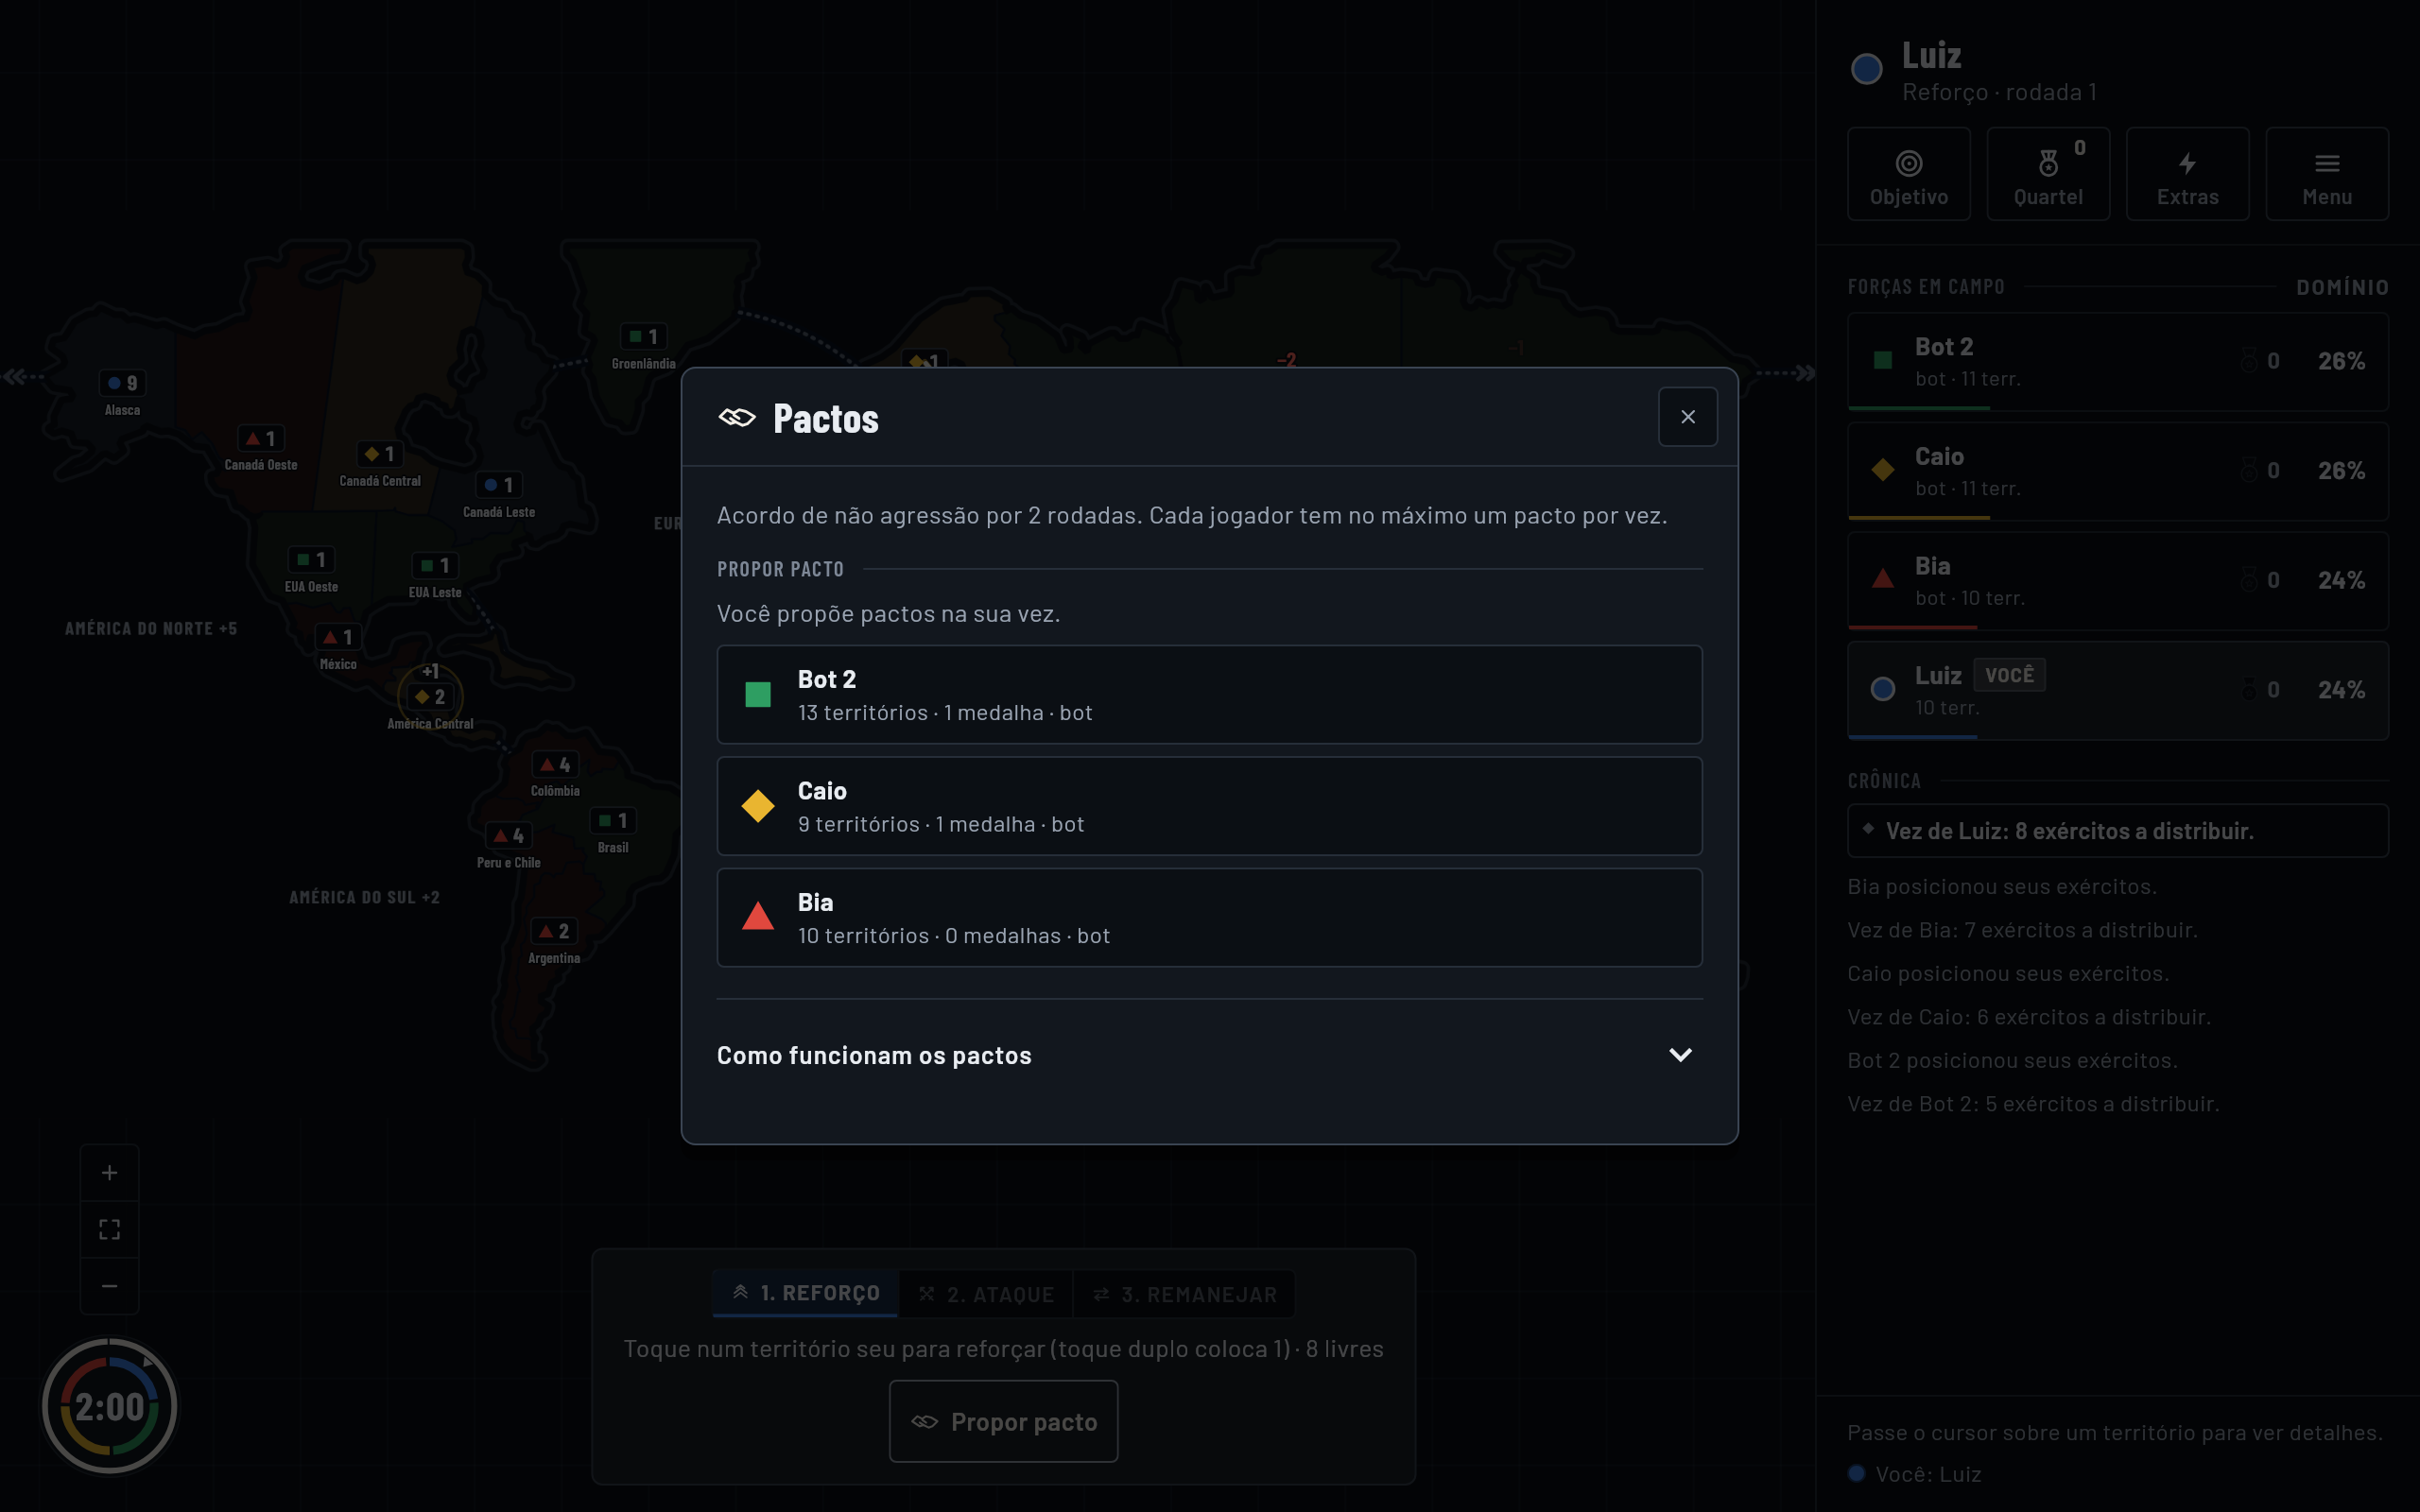 Luiz
Reforço · rodada 1
Objetivo
0
Quartel
Extras
Menu
FORÇAS EM CAMPO
DOMÍNIO
Bot 2
bot · 11 terr.
0
26%
Caio
bot · 11 terr.
0
26%
Bia
bot · 10 terr.
0
24%
Luiz
VOCÊ
10 terr.
0
24%
CRÔNICA
Vez de Luiz: 8 exércitos a distribuir.
Bia posicionou seus exércitos.
Vez de Bia: 7 exércitos a distribuir.
Caio posicionou seus exércitos.
Vez de Caio: 6 exércitos a distribuir.
Bot 2 posicionou seus exércitos.
Vez de Bot 2: 5 exércitos a distribuir.
Passe o cursor sobre um território para ver detalhes.
Você: Luiz
Pactos
×
Acordo de não agressão por 2 rodadas. Cada jogador tem no máximo um pacto por vez.
PROPOR PACTO
Você propõe pactos na sua vez.
Bot 2
13 territórios · 1 medalha · bot
Caio
9 territórios · 1 medalha · bot
Bia
10 territórios · 0 medalhas · bot
Como funcionam os pactos
1
Groenlândia
1
-2
-1
9
Alasca
1
Canadá Oeste
1
Canadá Central
1
Canadá Leste
EUR
1
EUA Oeste
1
EUA Leste
AMÉRICA DO NORTE +5
1
México
+1
2
América Central
4
Colômbia
1
Brasil
4
Peru e Chile
AMÉRICA DO SUL +2
2
Argentina
+
−
2:00
1. REFORÇO
2. ATAQUE
3. REMANEJAR
Toque num território seu para reforçar (toque duplo coloca 1) · 8 livres
Propor pacto